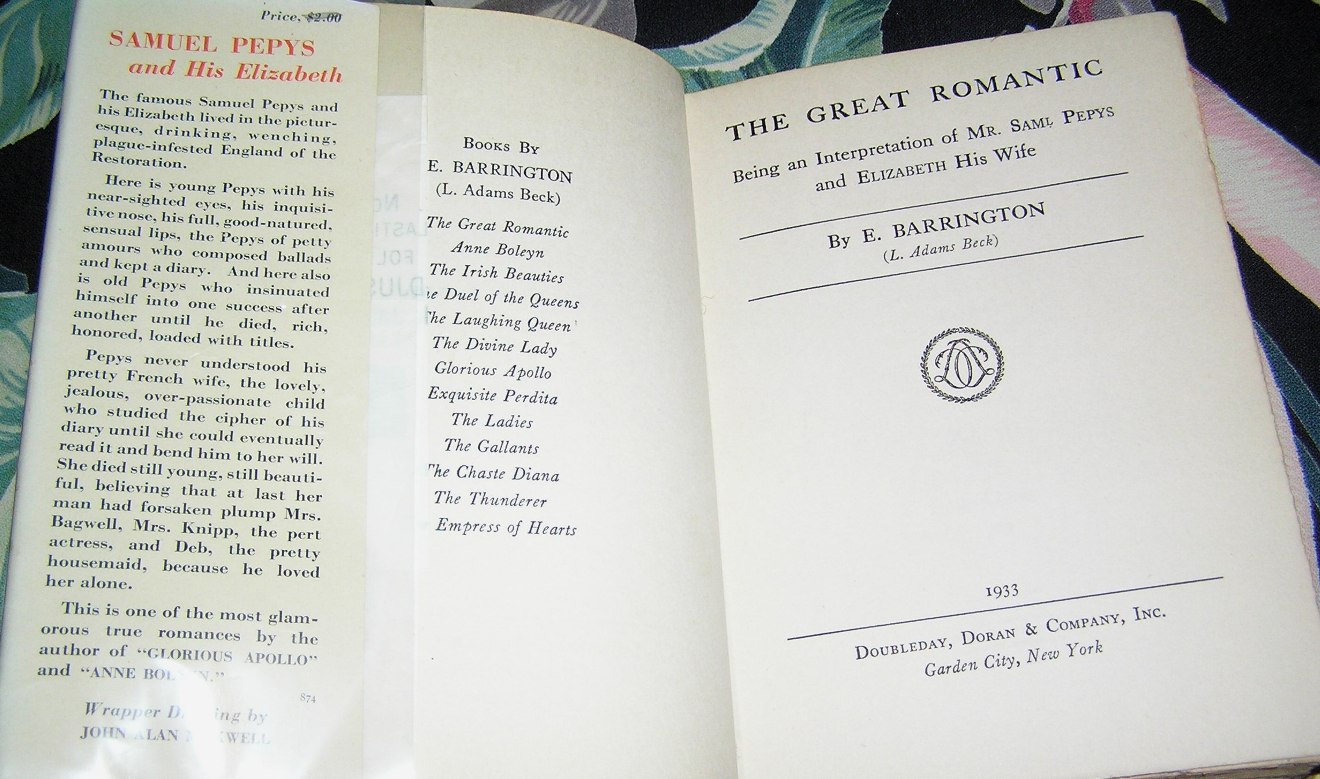 Price, $2.00
SAMUEL PEPYS
and His Elizabeth
The famous Samuel Pepys and
his Elizabeth lived in the pictur-
esque, drinking, wenching,
plague-infested England of the
Restoration.
Here is young Pepys with his
near-sighted eyes, his inquisi-
tive nose, his full, good-natured,
sensual lips, the Pepys of petty
amours who composed ballads
and kept a diary. And here also
is old Pepys who insinuated
himself into one success after
another until he died, rich,
honored, loaded with titles.
Pepys never understood his
pretty French wife, the lovely,
jealous, over-passionate child
who studied the cipher of his
diary until she could eventually
read it and bend him to her will.
She died still young, still beauti-
ful, believing that at last her
man had forsaken plump Mrs.
Bagwell, Mrs. Knipp, the pert
actress, and Deb, the pretty
housemaid, because he loved
her alone.
This is one of the most glam-
orous true romances by the
author of "GLORIOUS APOLLO"
and "ANNE
874
Wrapper by
JOHN ALAN
BOOKS BY
E. BARRINGTON
(L. Adams Beck)
The Great Romantic
Anne Boleyn
The Irish Beauties
Duel of the Queens
The Laughing Queen
The Divine Lady
Glorious Apollo
Exquisite Perdita
The Ladies
The Gallants
The Chaste Diana
The Thunderer
Empress of Hearts
THE GREAT ROMANTIC
Being an Interpretation of MR. SAML PEPYS
and ELIZABETH His Wife
By E. BARRINGTON
(L. Adams Beck)
1933
DOUBLEDAY, DORAN & COMPANY, INC.
Garden City, New York